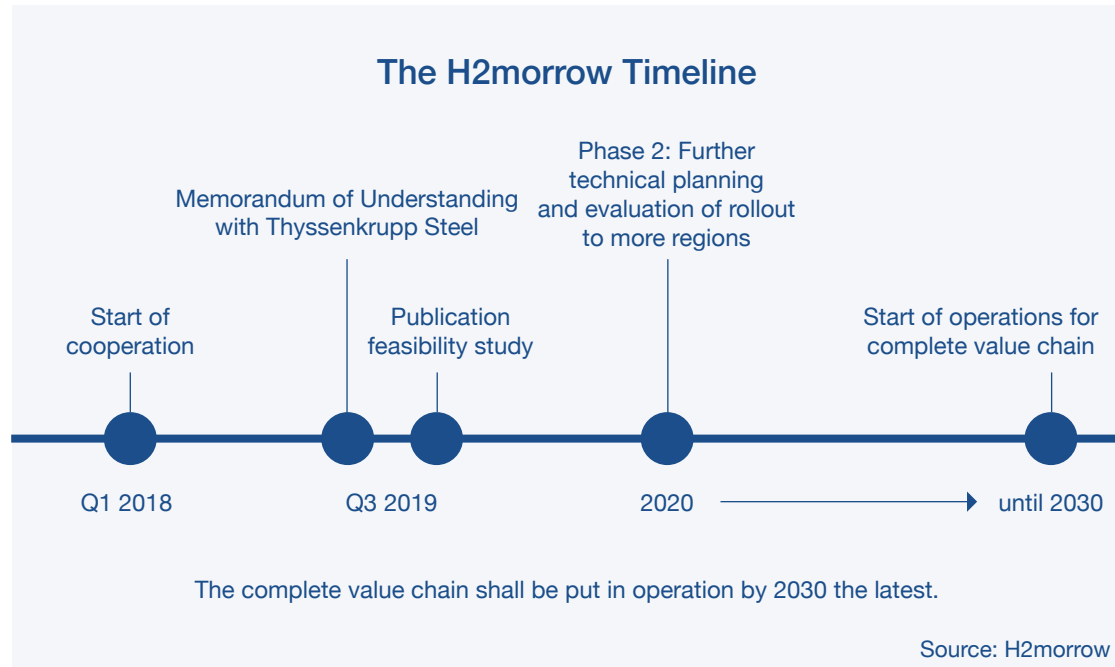 The H2morrow Timeline
Start of
cooperation
Memorandum of Understanding
with Thyssenkrupp Steel
Publication
feasibility study
Phase 2: Further
technical planning
and evaluation of rollout
to more regions
Start of operations for
complete value chain
Q1 2018
Q3 2019
2020
until 2030
The complete value chain shall be put in operation by 2030 the latest.
Source: H2morrow